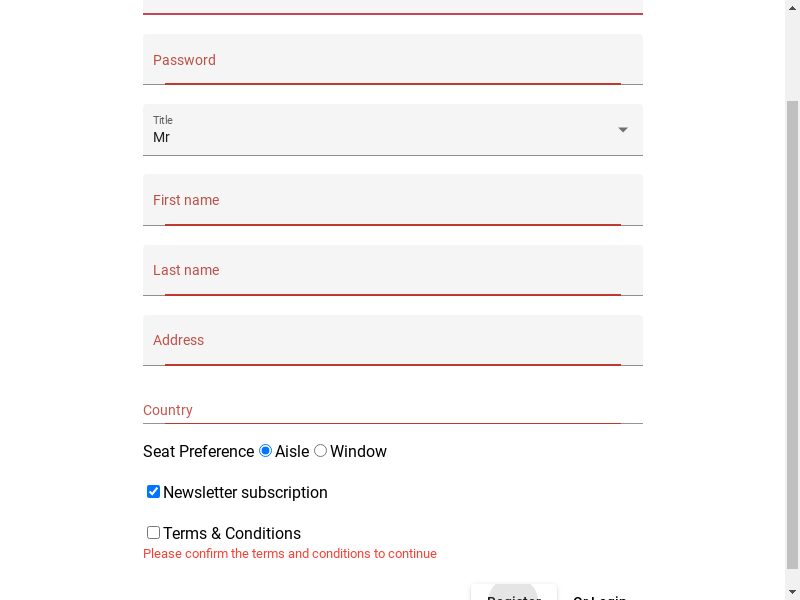 Password
Title
Mr
First name
Last name
Address
Country
Seat Preference Aisle Window
Newsletter subscription
Terms & Conditions
Please confirm the terms and conditions to continue
Register Or Login